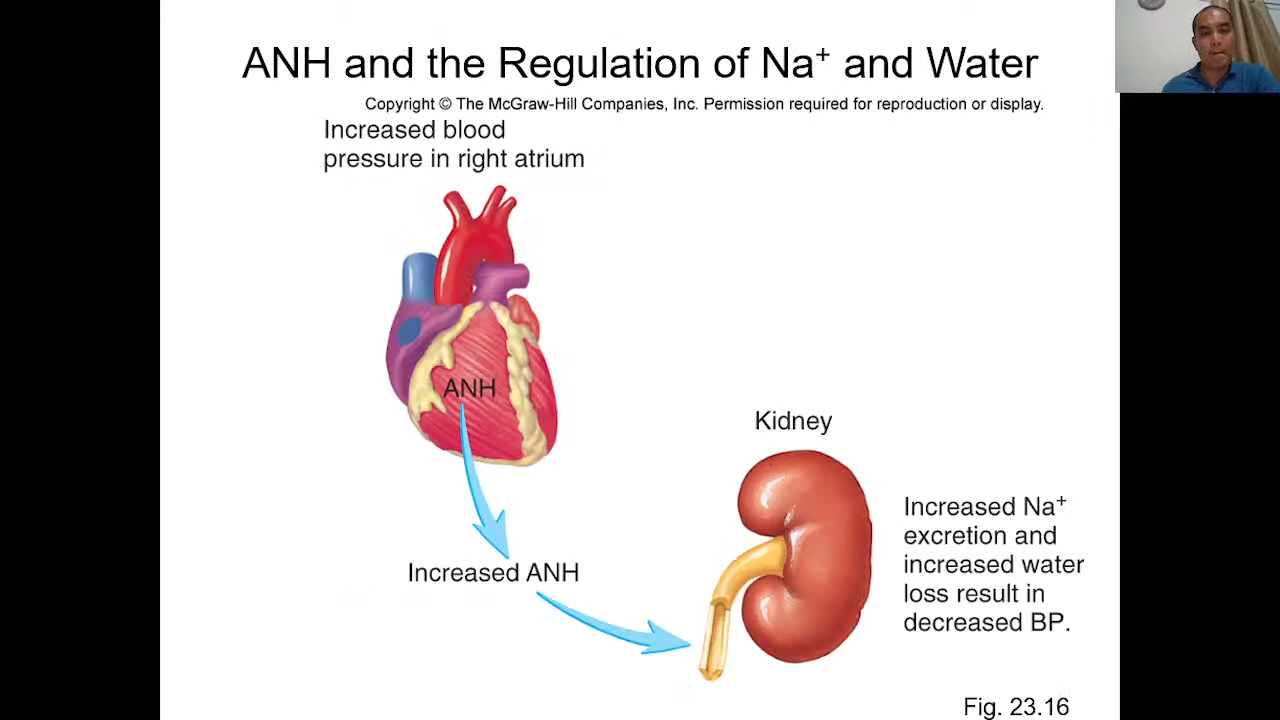 ANH and the Regulation of Na⁺ and Water
Copyright © The McGraw-Hill Companies, Inc. Permission required for reproduction or display.
Increased blood
pressure in right atrium
ANH
Increased ANH
Kidney
Increased Na⁺
excretion and
increased water
loss result in
decreased BP.
Fig. 23.16